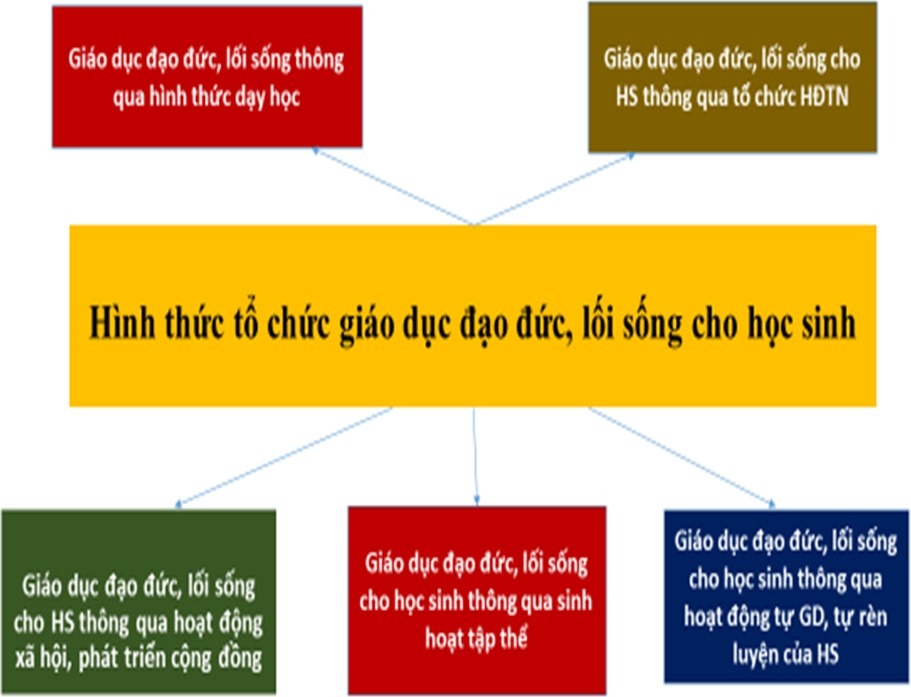 Giáo dục đạo đức, lối sống thông
qua hình thức dạy học
Giáo dục đạo đức, lối sống cho
HS thông qua tổ chức HĐTN
Hình thức tổ chức giáo dục đạo đức, lối sống cho học sinh
Giáo dục đạo đức, lối sống
cho HS thông qua hoạt động
xã hội, phát triển cộng đồng
Giáo dục đạo đức, lối sống
cho học sinh thông qua sinh
hoạt tập thể
Giáo dục đạo đức, lối sống
cho học sinh thông qua
hoạt động tự GD, tự rèn
luyện của HS